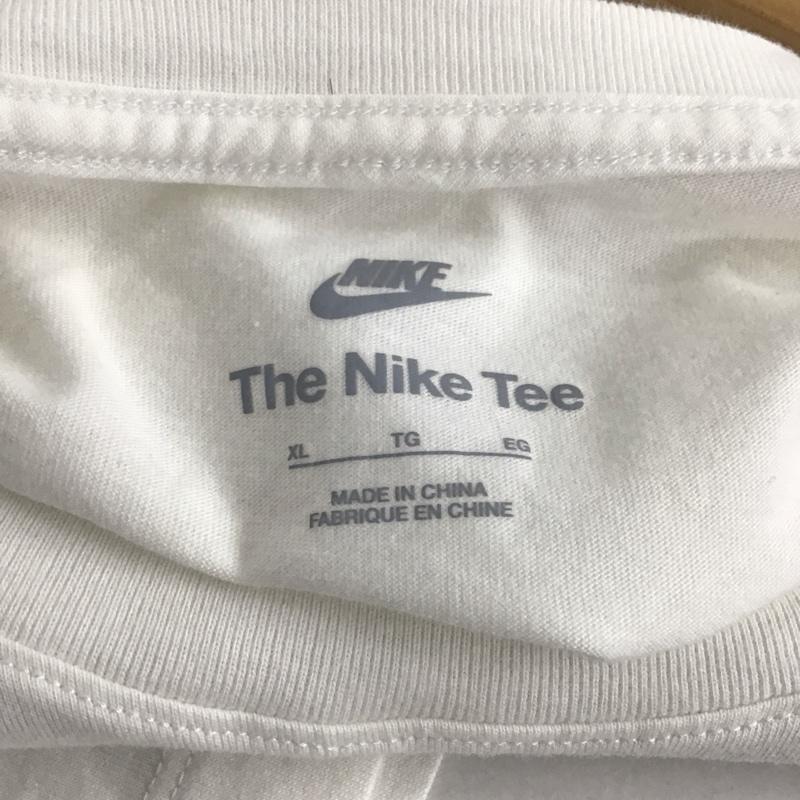 NIKE
The Nike Tee
XL TG EG
MADE IN CHINA
FABRIQUE EN CHINE